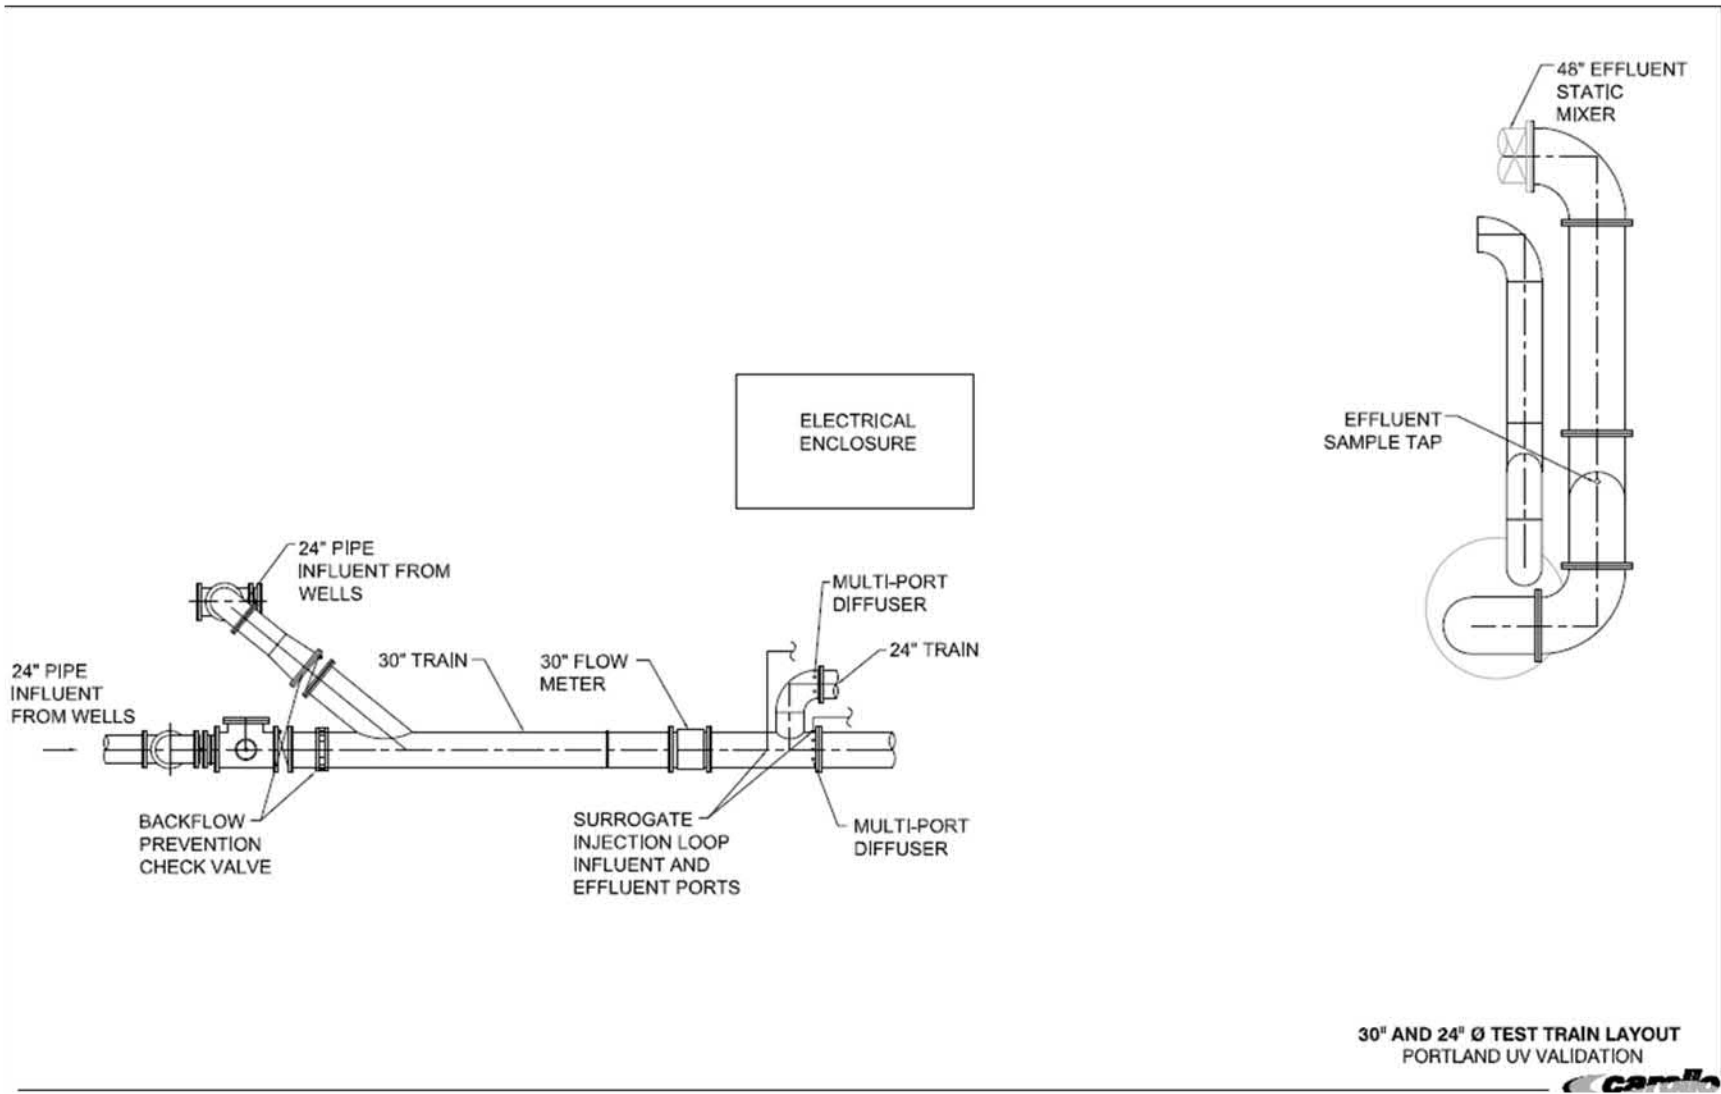 48" EFFLUENT
STATIC
MIXER
ELECTRICAL
ENCLOSURE
EFFLUENT
SAMPLE TAP
24" PIPE
INFLUENT FROM
WELLS
MULTI-PORT
DIFFUSER
24" TRAIN
30" TRAIN
30" FLOW
METER
24" PIPE
INFLUENT
FROM WELLS
BACKFLOW
PREVENTION
CHECK VALVE
SURROGATE
INJECTION LOOP
INFLUENT AND
EFFLUENT PORTS
MULTI-PORT
DIFFUSER
30" AND 24" Ø TEST TRAIN LAYOUT
PORTLAND UV VALIDATION
carollo